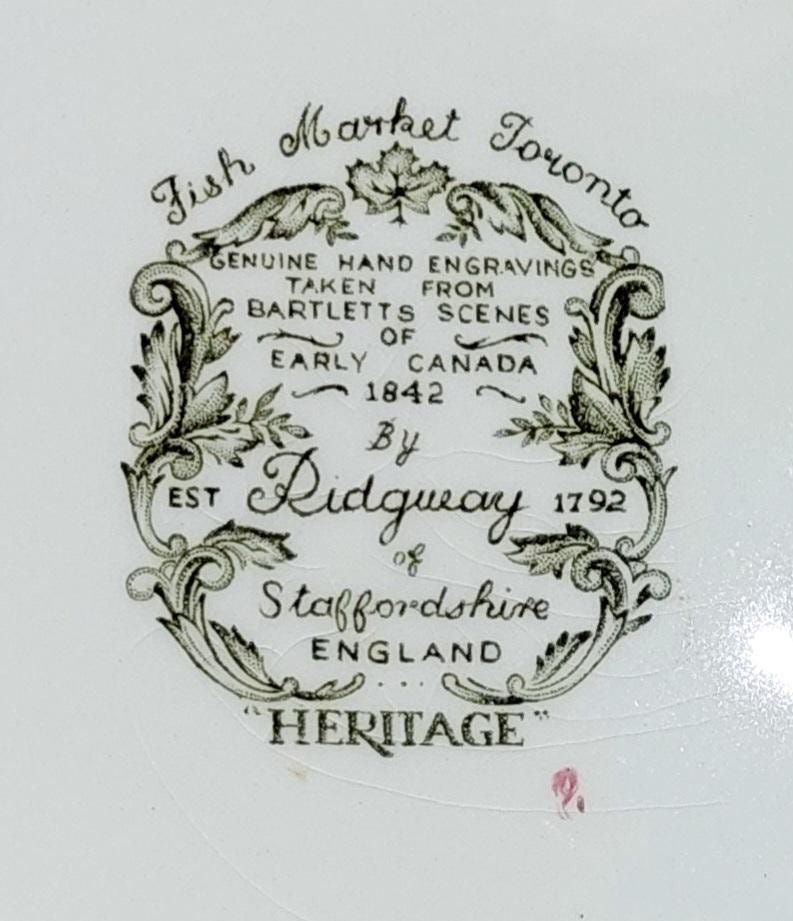 Fish Market Toronto
GENUINE HAND ENGRAVINGS
TAKEN FROM
BARTLETTS SCENES
OF
EARLY CANADA
1842
By
EST Ridgway 1792
of
Staffordshire
ENGLAND
"HERITAGE"